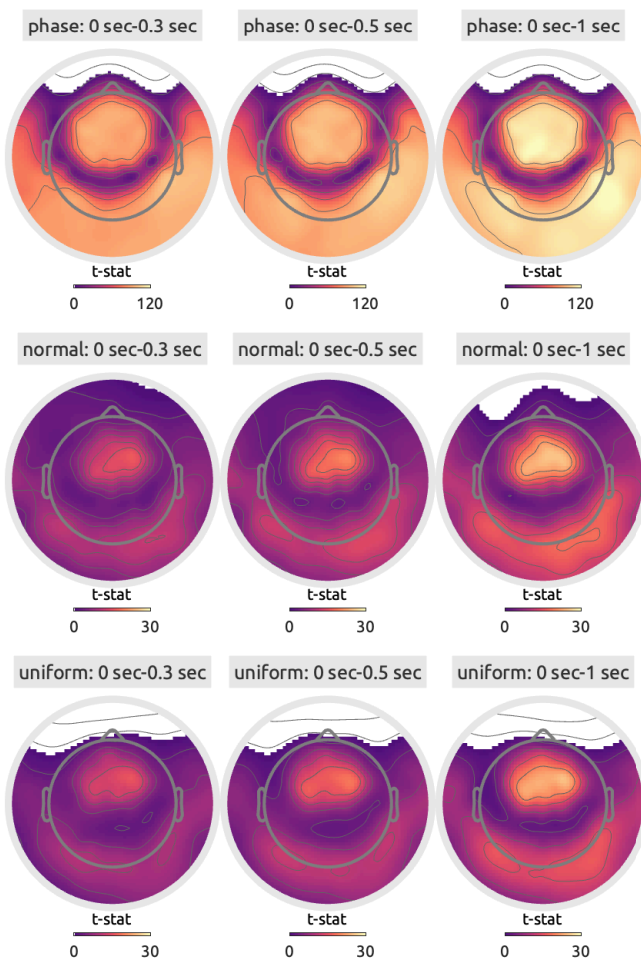 phase: 0 sec-0.3 sec phase: 0 sec-0.5 sec phase: 0 sec-1 sec
t-stat t-stat t-stat
0 120 0 120 0 120
normal: 0 sec-0.3 sec normal: 0 sec-0.5 sec normal: 0 sec-1 sec
t-stat t-stat t-stat
0 30 0 30 0 30
uniform: 0 sec-0.3 sec uniform: 0 sec-0.5 sec uniform: 0 sec-1 sec
t-stat t-stat t-stat
0 30 0 30 0 30